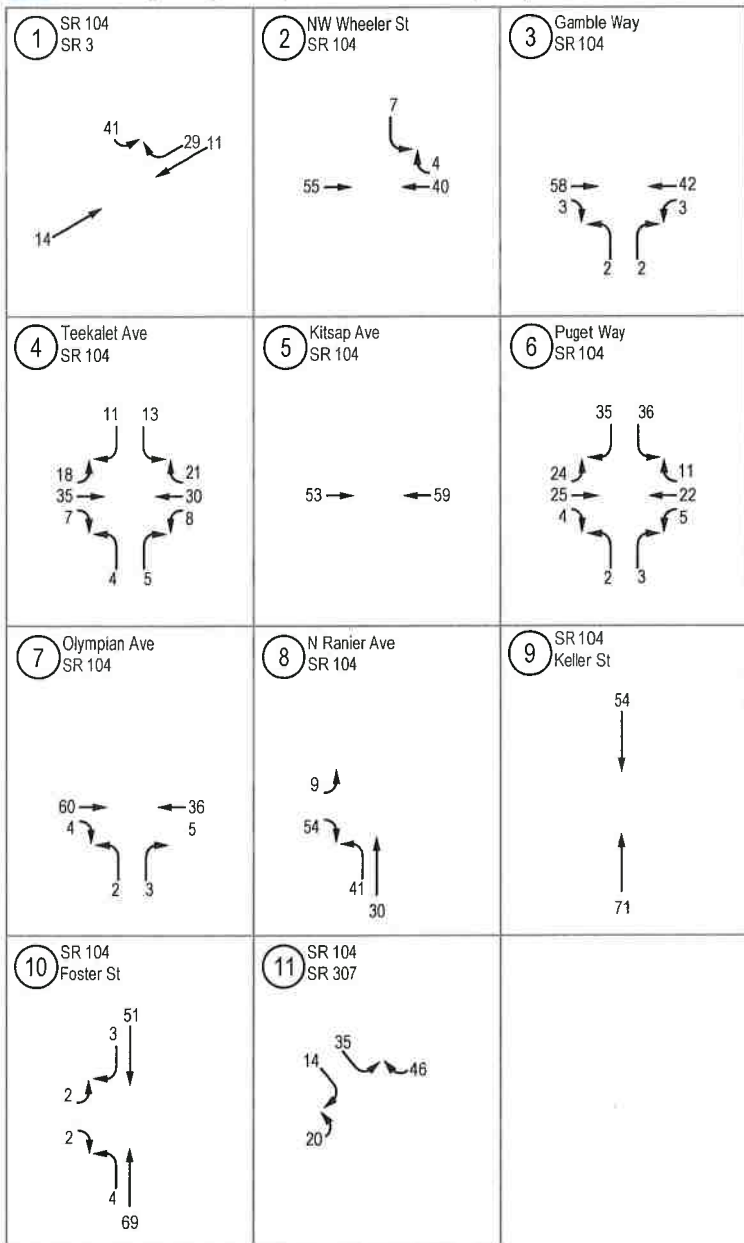 1 SR 104
SR 3
41
29 11
14
2 NW Wheeler St
SR 104
7
4
55 40
3 Gamble Way
SR 104
58 42
3 3
2 2
4 Teekalet Ave
SR 104
11 13
18 21
35 30
7 8
4 5
5 Kitsap Ave
SR 104
53 59
6 Puget Way
SR 104
35 36
24 11
25 22
4 5
2 3
7 Olympian Ave
SR 104
60 36
4 5
2 3
8 N Ranier Ave
SR 104
9
54
41
30
9 SR 104
Keller St
54
71
10 SR 104
Foster St
51
3
2
2
4
69
11 SR 104
SR 307
35
14 46
20